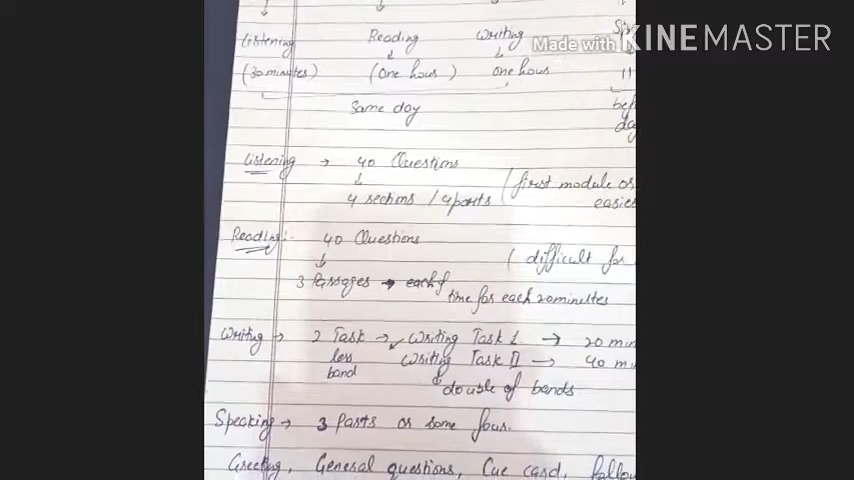 Listening Reading Writing
Made with KINEMASTER
(30 minutes) (One hour) one hour
Same day
Listening → 40 Questions
4 sections / 4 parts (first module or
easies
Reading:- 40 Questions
(difficult for
3 Passages → each
time for each 20 minutes
Writing → 2 Task → Writing Task I → 20 min
less Writing Task II → 40 mi
band
double of bands
Speaking → 3 Parts or some four.
Greeting, General questions, Cue card, follow